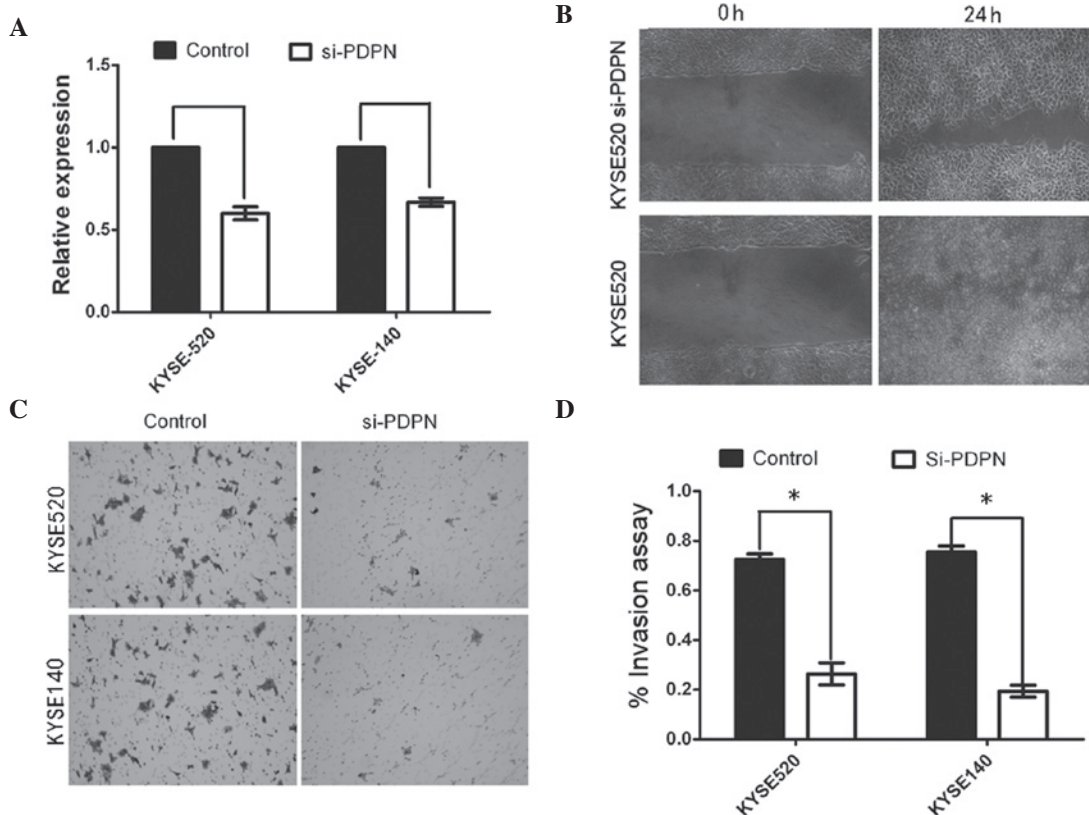 A
Control
si-PDPN
Relative expression
1.5
1.0
0.5
0.0
KYSE-520
KYSE-140
B
0h
24h
KYSE520 si-PDPN
KYSE520
C
Control
si-PDPN
KYSE520
KYSE140
D
Control
Si-PDPN
% Invasion assay
1.0
0.8
0.6
0.4
0.2
0.0
*
*
KYSE520
KYSE140